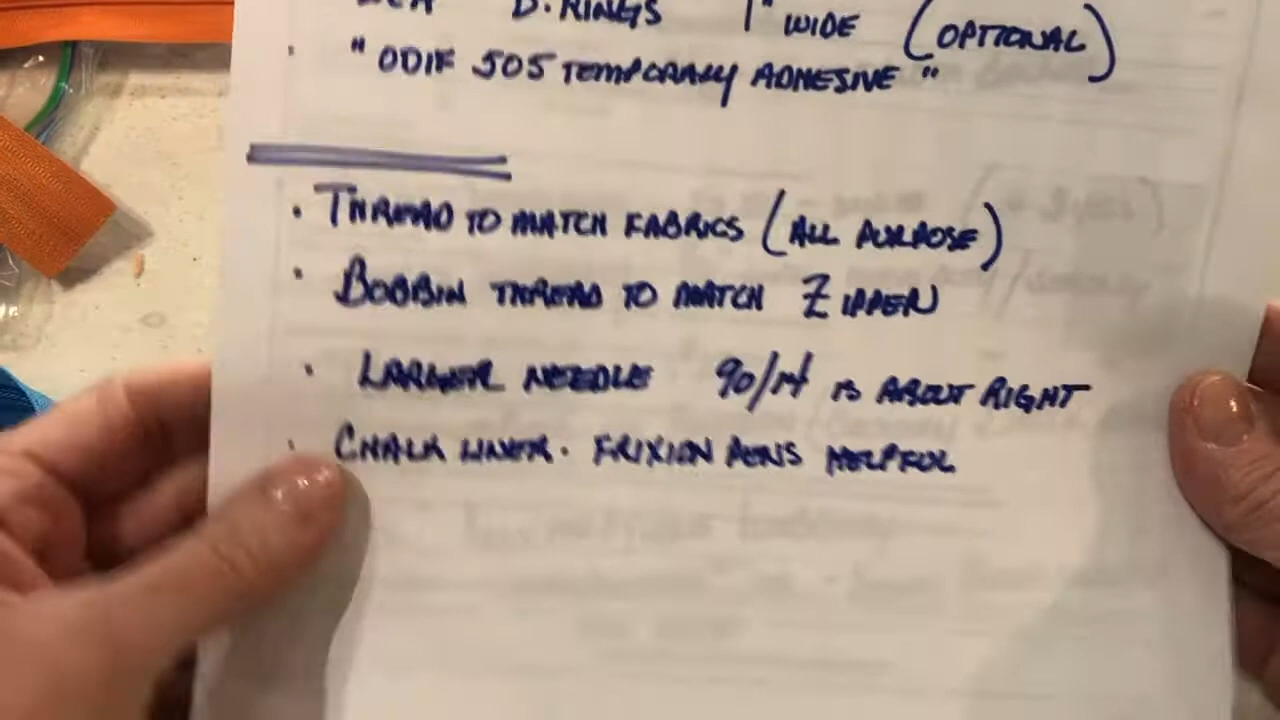 D-RINGS 1" WIDE (OPTIONAL)
• "ODIF 505 TEMPORARY ADHESIVE"
• THREAD TO MATCH FABRICS (ALL PURPOSE)
• BOBBIN THREAD TO MATCH ZIPPER
• LARGER NEEDLE 90/14 IS ABOUT RIGHT
• CHALK LINER. FRIXION PENS HELPFUL